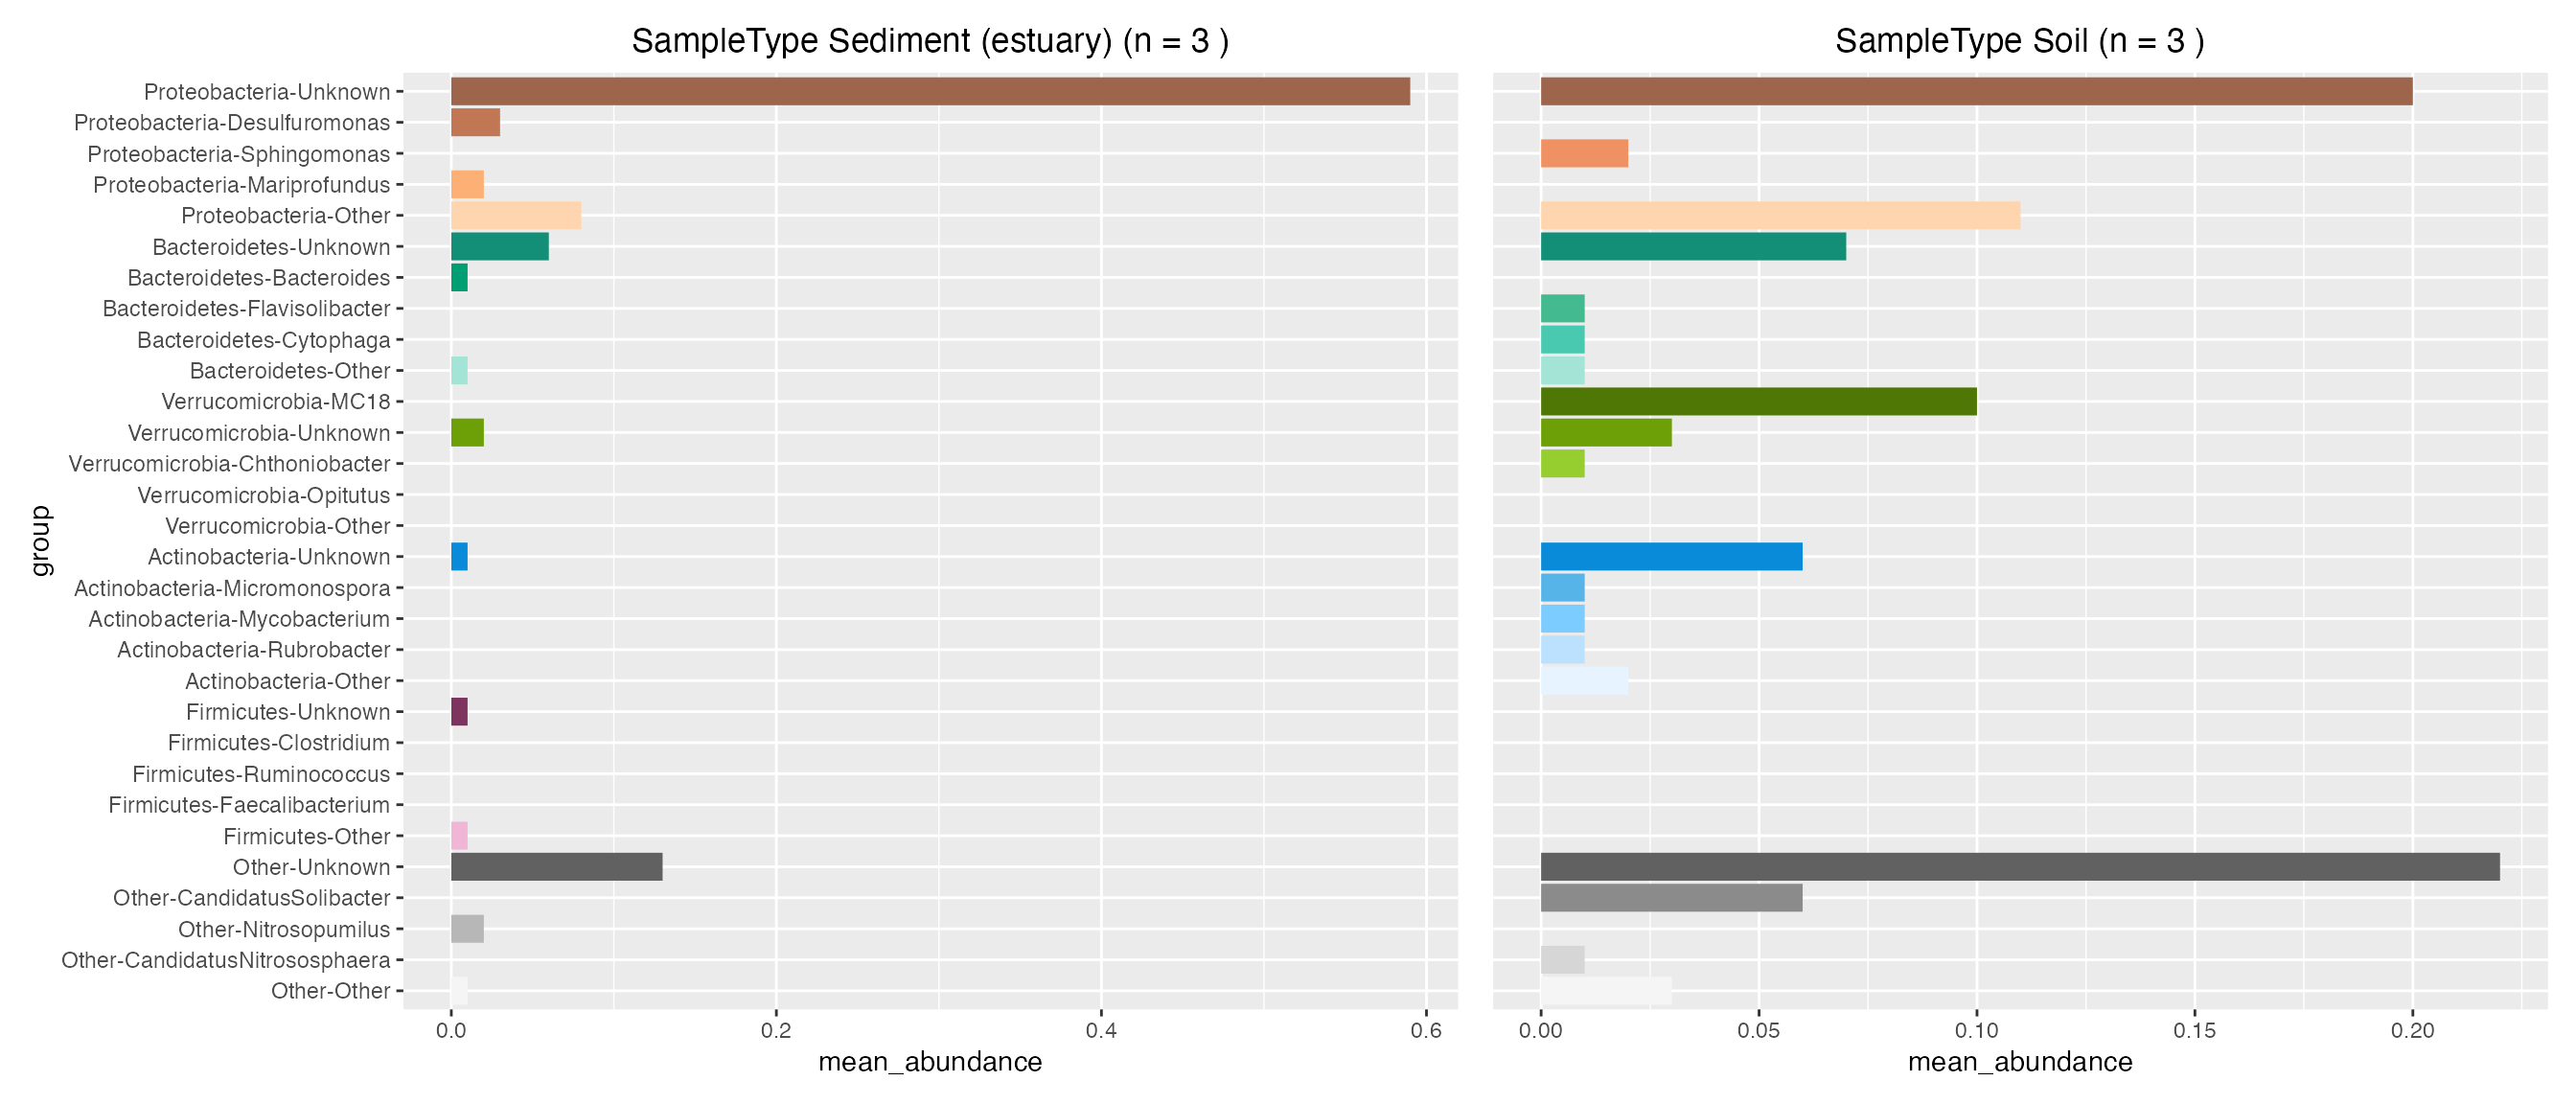 SampleType Sediment (estuary) (n = 3 )
SampleType Soil (n = 3 )
group
Proteobacteria-Unknown
Proteobacteria-Desulfuromonas
Proteobacteria-Sphingomonas
Proteobacteria-Mariprofundus
Proteobacteria-Other
Bacteroidetes-Unknown
Bacteroidetes-Bacteroides
Bacteroidetes-Flavisolibacter
Bacteroidetes-Cytophaga
Bacteroidetes-Other
Verrucomicrobia-MC18
Verrucomicrobia-Unknown
Verrucomicrobia-Chthoniobacter
Verrucomicrobia-Opitutus
Verrucomicrobia-Other
Actinobacteria-Unknown
Actinobacteria-Micromonospora
Actinobacteria-Mycobacterium
Actinobacteria-Rubrobacter
Actinobacteria-Other
Firmicutes-Unknown
Firmicutes-Clostridium
Firmicutes-Ruminococcus
Firmicutes-Faecalibacterium
Firmicutes-Other
Other-Unknown
Other-CandidatusSolibacter
Other-Nitrosopumilus
Other-CandidatusNitrososphaera
Other-Other
0.0 0.2 0.4 0.6
0.00 0.05 0.10 0.15 0.20
mean_abundance
mean_abundance